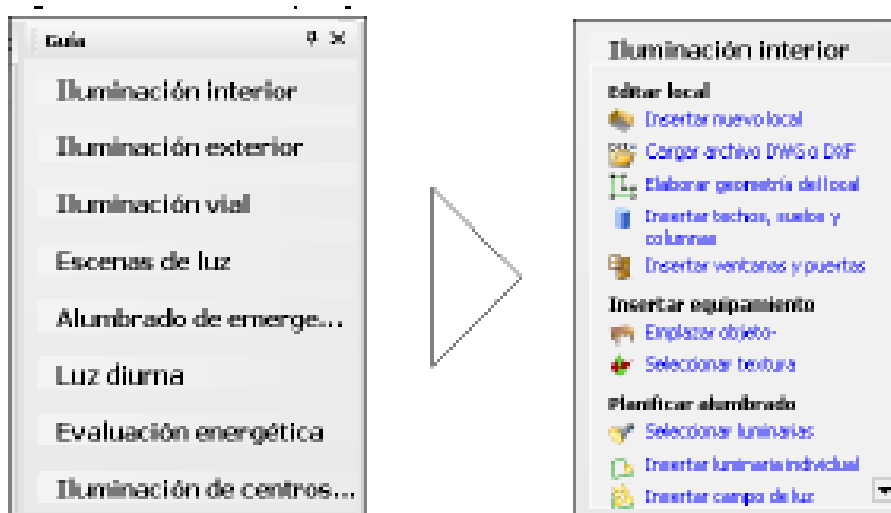 Guía
Iluminación interior
Iluminación exterior
Iluminación vial
Escenas de luz
Alumbrado de emerge...
Luz diurna
Evaluación energética
Iluminación de centros...
Iluminación interior
Editar local
Insertar nuevo local
Cargar archivo DWG o DXF
Elaborar geometría del local
Insertar techos, suelos y
columnas
Insertar ventanas y puertas
Insertar equipamiento
Emplazar objeto-
Seleccionar textura
Planificar alumbrado
Seleccionar luminarias
Insertar luminaria individual
Insertar campo de luz